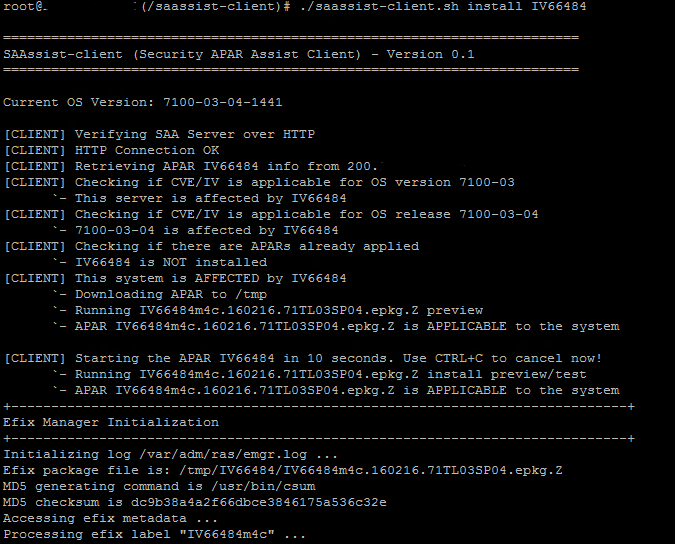 root@_ (/saassist-client)# ./saassist-client.sh install IV66484
========================================================================
SAAssist-client (Security APAR Assist Client) - Version 0.1
========================================================================
Current OS Version: 7100-03-04-1441
[CLIENT] Verifying SAA Server over HTTP
[CLIENT] HTTP Connection OK
[CLIENT] Retrieving APAR IV66484 info from 200.
[CLIENT] Checking if CVE/IV is applicable for OS version 7100-03
`- This server is affected by IV66484
[CLIENT] Checking if CVE/IV is applicable for OS release 7100-03-04
`- 7100-03-04 is affected by IV66484
[CLIENT] Checking if there are APARs already applied
`- IV66484 is NOT installed
[CLIENT] This system is AFFECTED by IV66484
`- Downloading APAR to /tmp
`- Running IV66484m4c.160216.71TL03SP04.epkg.Z preview
`- APAR IV66484m4c.160216.71TL03SP04.epkg.Z is APPLICABLE to the system
[CLIENT] Starting the APAR IV66484 in 10 seconds. Use CTRL+C to cancel now!
`- Running IV66484m4c.160216.71TL03SP04.epkg.Z install preview/test
`- APAR IV66484m4c.160216.71TL03SP04.epkg.Z is APPLICABLE to the system
+-----------------------------------------------------------------------------+
Efix Manager Initialization
+-----------------------------------------------------------------------------+
Initializing log /var/adm/ras/emgr.log ...
Efix package file is: /tmp/IV66484/IV66484m4c.160216.71TL03SP04.epkg.Z
MD5 generating command is /usr/bin/csum
MD5 checksum is dc9b38a4a2f66dbce3846175a536c32e
Accessing efix metadata ...
Processing efix label "IV66484m4c" ...